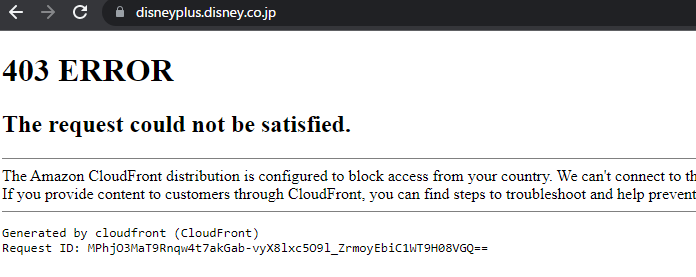 disneyplus.disney.co.jp
403 ERROR
The request could not be satisfied.
The Amazon CloudFront distribution is configured to block access from your country. We can't connect to th
If you provide content to customers through CloudFront, you can find steps to troubleshoot and help prevent
Generated by cloudfront (CloudFront)
Request ID: MPhjO3MaT9Rnqw4t7akGab-vyX8lxc5O9l_ZrmoyEbiC1WT9H08VGQ==